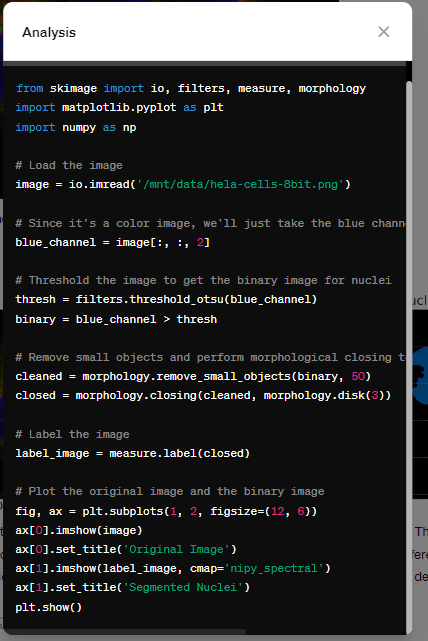 Analysis
from skimage import io, filters, measure, morphology
import matplotlib.pyplot as plt
import numpy as np
# Load the image
image = io.imread('/mnt/data/hela-cells-8bit.png')
# Since it's a color image, we'll just take the blue chann
blue_channel = image[:, :, 2]
# Threshold the image to get the binary image for nuclei
thresh = filters.threshold_otsu(blue_channel)
binary = blue_channel > thresh
# Remove small objects and perform morphological closing t
cleaned = morphology.remove_small_objects(binary, 50)
closed = morphology.closing(cleaned, morphology.disk(3))
# Label the image
label_image = measure.label(closed)
# Plot the original image and the binary image
fig, ax = plt.subplots(1, 2, figsize=(12, 6))
ax[0].imshow(image)
ax[0].set_title('Original Image')
ax[1].imshow(label_image, cmap='nipy_spectral')
ax[1].set_title('Segmented Nuclei')
plt.show()